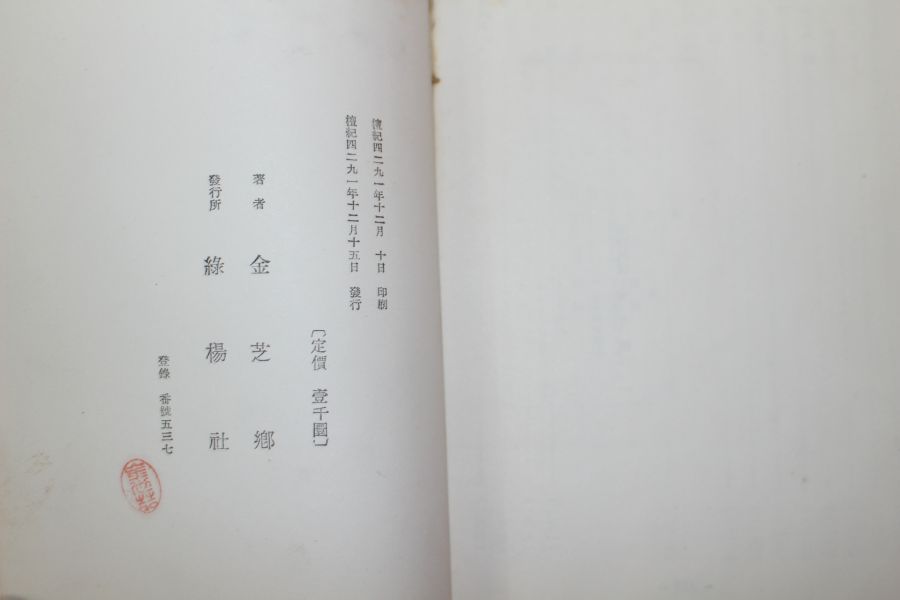 檀紀四二九一年十二月 十日 印刷
檀紀四二九一年十二月十五日 發行
〔定價 壹千圜〕
著者 金芝鄕
發行所 綠楊社
登錄 番號五三七